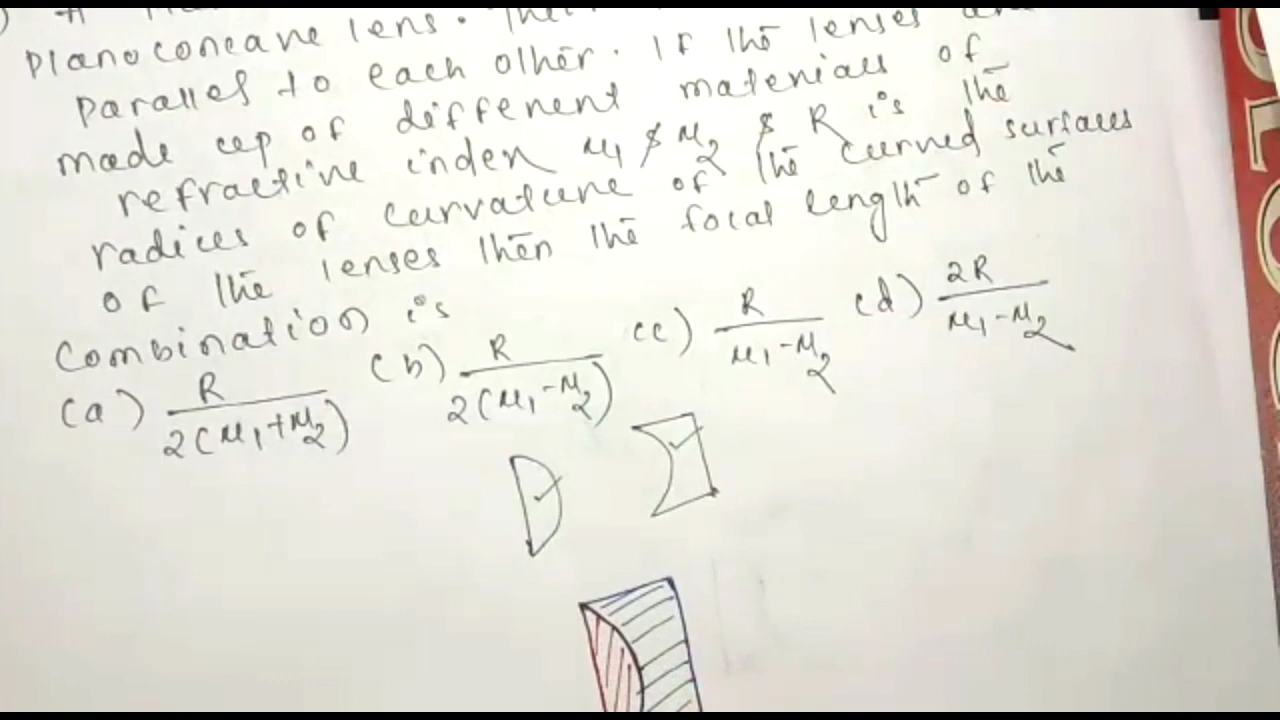 Planoconcave lens.
Parallel to each other. If the lenses are
made up of different materials of
refractive index μ1 & μ2 & R is the
radius of curvature of the curved surfaces
of the lenses then the focal length of the
Combination is
(a) R/2(μ1+μ2) (b) R/2(μ1-μ2) (c) R/μ1-μ2 (d) 2R/μ1-μ2